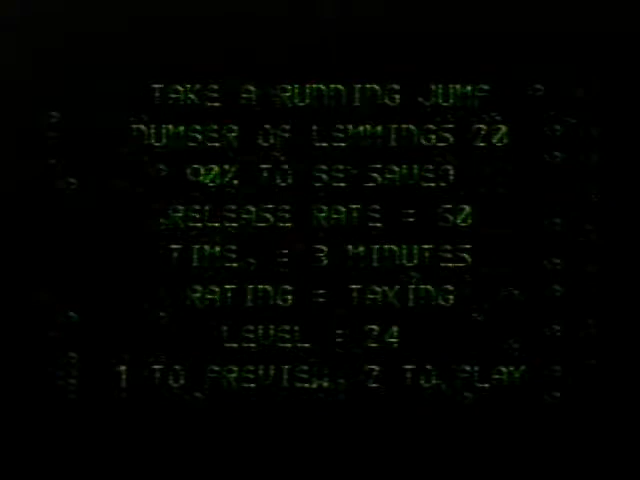 TAKE A RUNNING JUMP
NUMBER OF LEMMINGS 20
90% TO BE SAVED
RELEASE RATE = 50
TIME = 3 MINUTES
RATING = TAXING
LEVEL = 24
1 TO PREVIEW, 2 TO PLAY